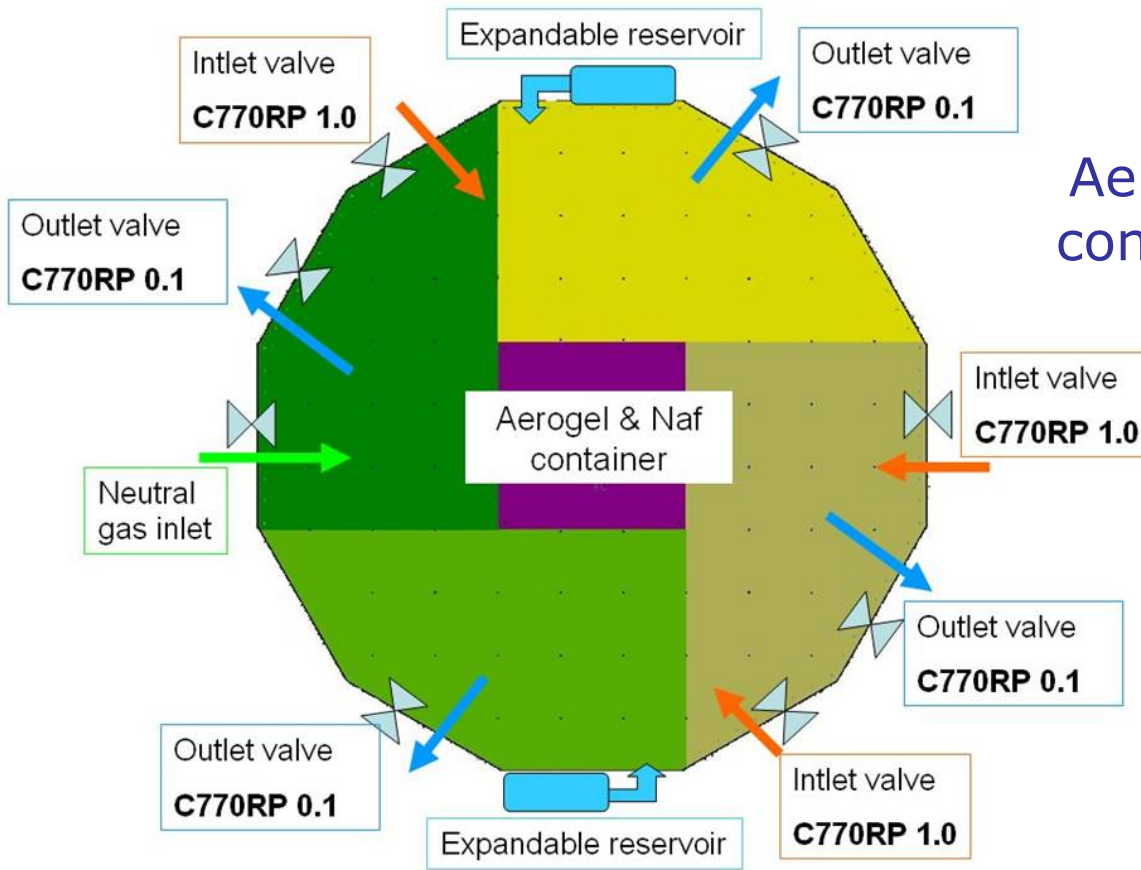 Expandable reservoir
Intlet valve
C770RP 1.0
Outlet valve
C770RP 0.1
Outlet valve
C770RP 0.1
Intlet valve
C770RP 1.0
Aerogel & Naf
container
Neutral
gas inlet
Outlet valve
C770RP 0.1
Outlet valve
C770RP 0.1
Intlet valve
C770RP 1.0
Expandable reservoir
Ae
con